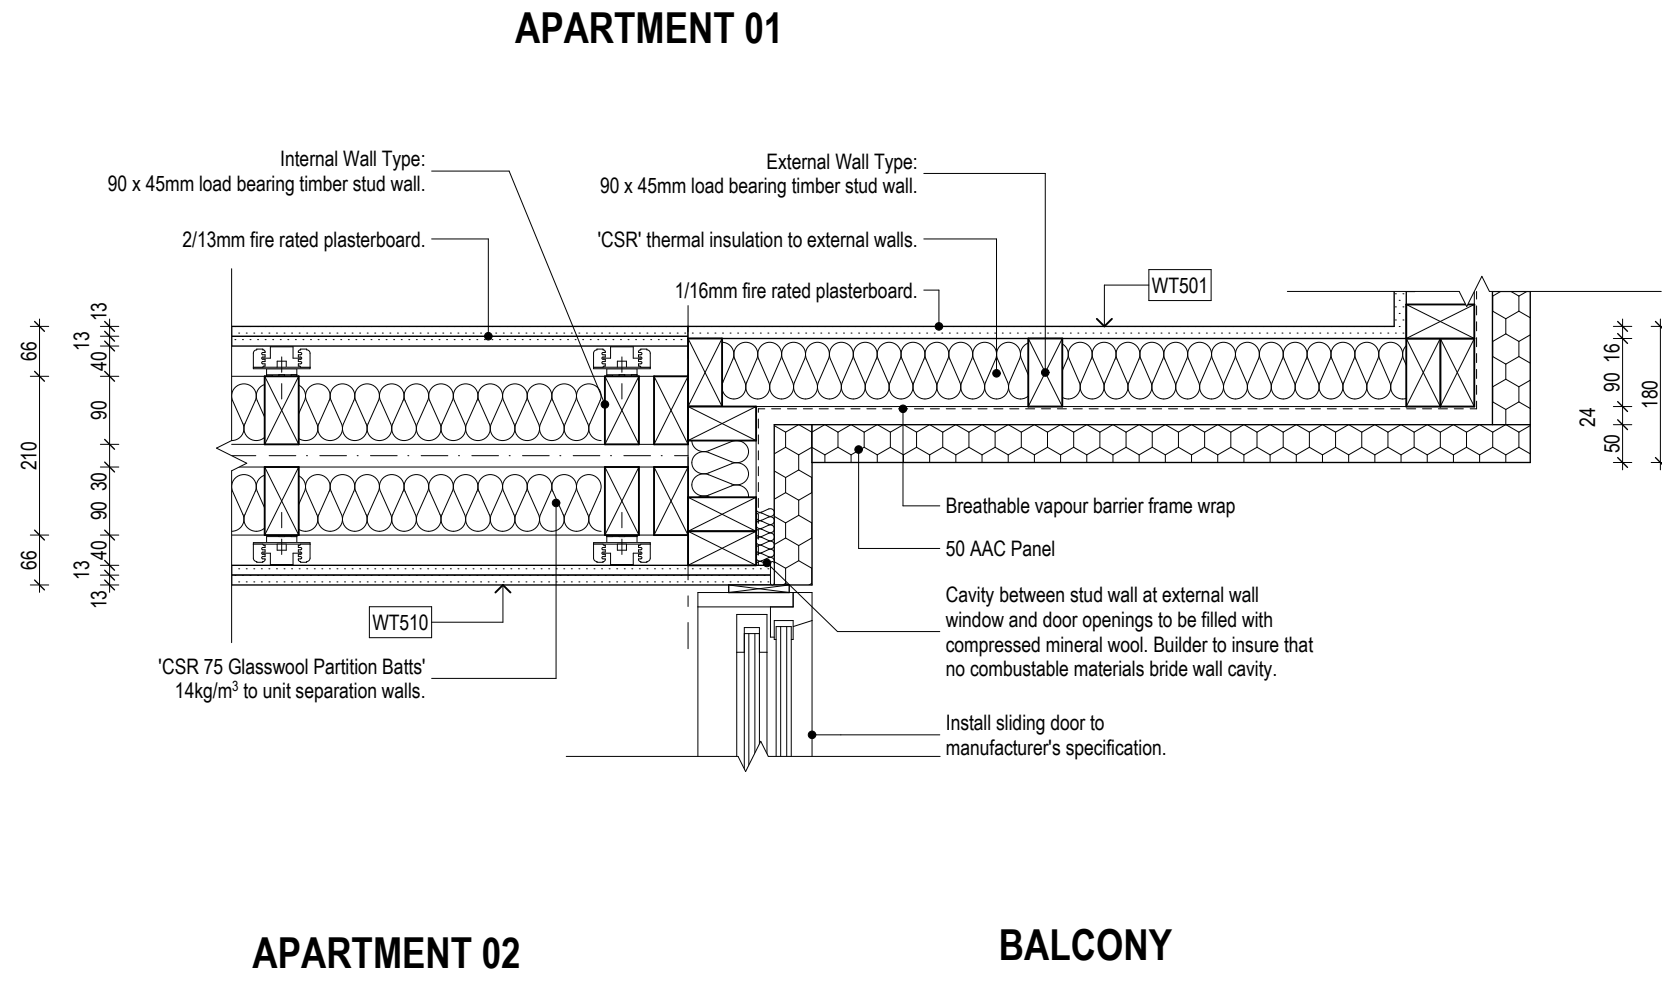 APARTMENT 01
Internal Wall Type:
90 x 45mm load bearing timber stud wall.
External Wall Type:
90 x 45mm load bearing timber stud wall.
2/13mm fire rated plasterboard.
'CSR' thermal insulation to external walls.
1/16mm fire rated plasterboard.
WT501
66
210
66
13
13
40
90
30
90
40
13
13
16
90
24
50
180
Breathable vapour barrier frame wrap
50 AAC Panel
Cavity between stud wall at external wall
window and door openings to be filled with
compressed mineral wool. Builder to insure that
no combustable materials bride wall cavity.
WT510
'CSR 75 Glasswool Partition Batts'
14kg/m³ to unit separation walls.
Install sliding door to
manufacturer's specification.
APARTMENT 02
BALCONY